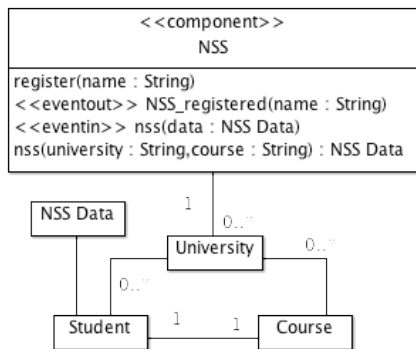 <<component>>
NSS
register(name : String)
<<eventout>> NSS_registered(name : String)
<<eventin>> nss(data : NSS Data)
nss(university : String,course : String) : NSS Data
1
NSS Data
0..*
University
0..*
0..*
1
1
Student
Course